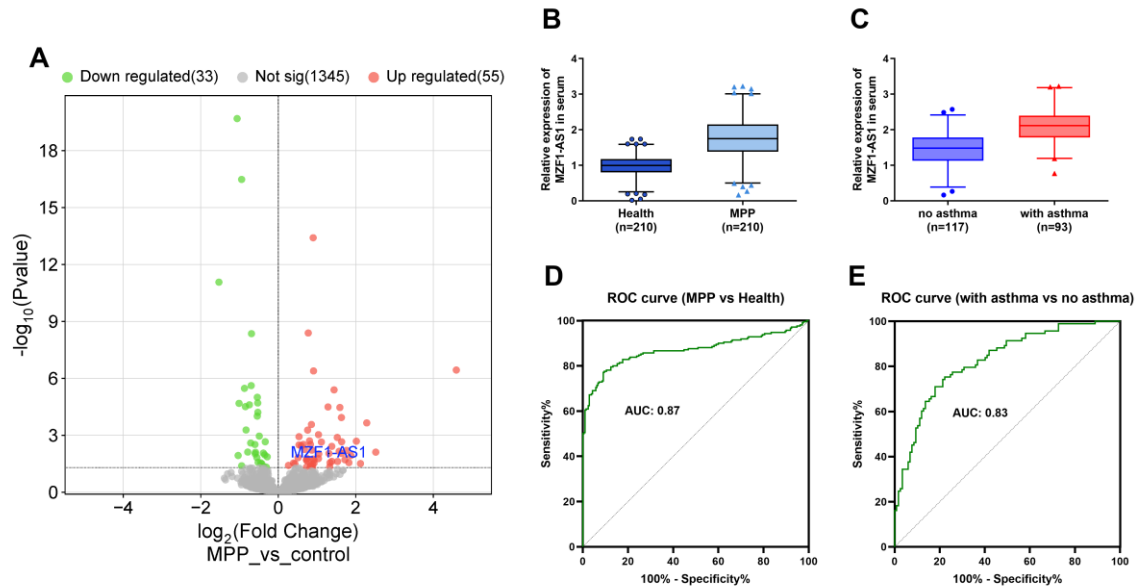 A
Down regulated(33) Not sig(1345) Up regulated(55)
18
15
12
9
6
3
0
-log10(Pvalue)
MZF1-AS1
−4 −2 0 2 4
log2(Fold Change)
MPP_vs_control
B
Relative expression of
MZF1-AS1 in serum
4
3
2
1
0
Health
(n=210)
MPP
(n=210)
C
Relative expression of
MZF1-AS1 in serum
4
3
2
1
0
no asthma
(n=117)
with asthma
(n=93)
D
ROC curve (MPP vs Health)
Sensitivity%
100
80
60
40
20
0
AUC: 0.87
0 20 40 60 80 100
100% - Specificity%
E
ROC curve (with asthma vs no asthma)
Sensitivity%
100
80
60
40
20
0
AUC: 0.83
0 20 40 60 80 100
100% - Specificity%